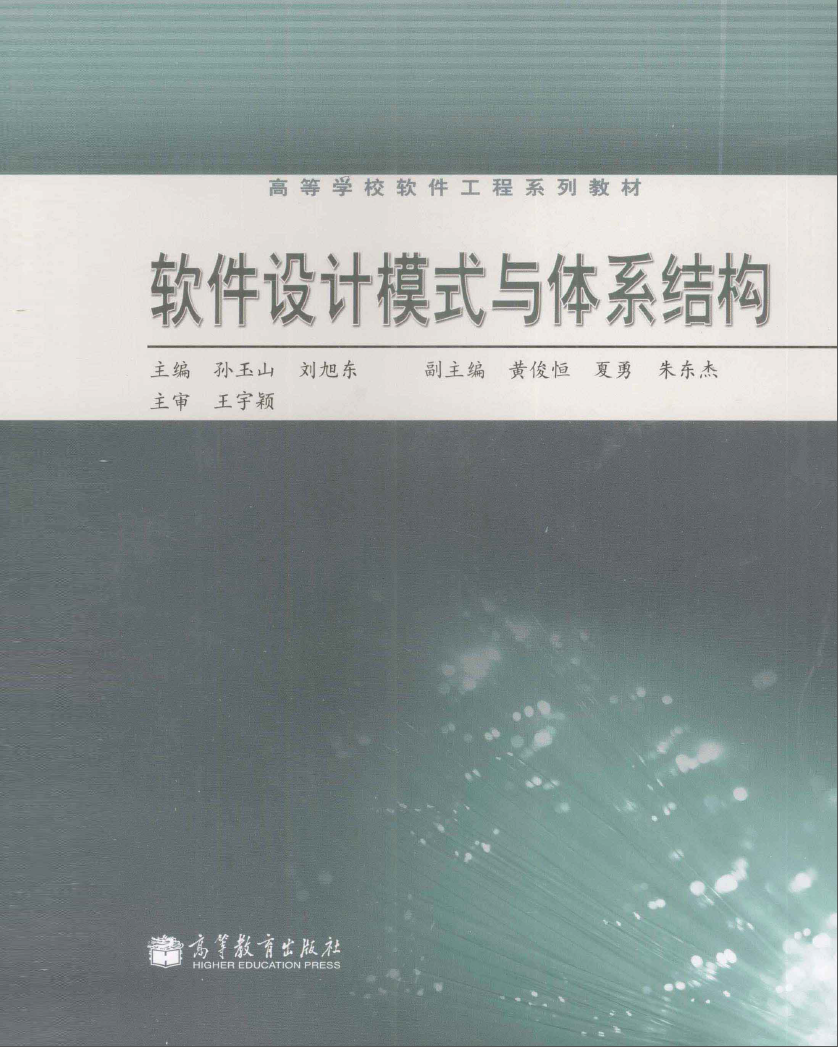 高等学校软件工程系列教材
软件设计模式与体系结构
主编 孙玉山 刘旭东 副主编 黄俊恒 夏勇 朱东杰
主审 王宇颖
高等教育出版社
HIGHER EDUCATION PRESS